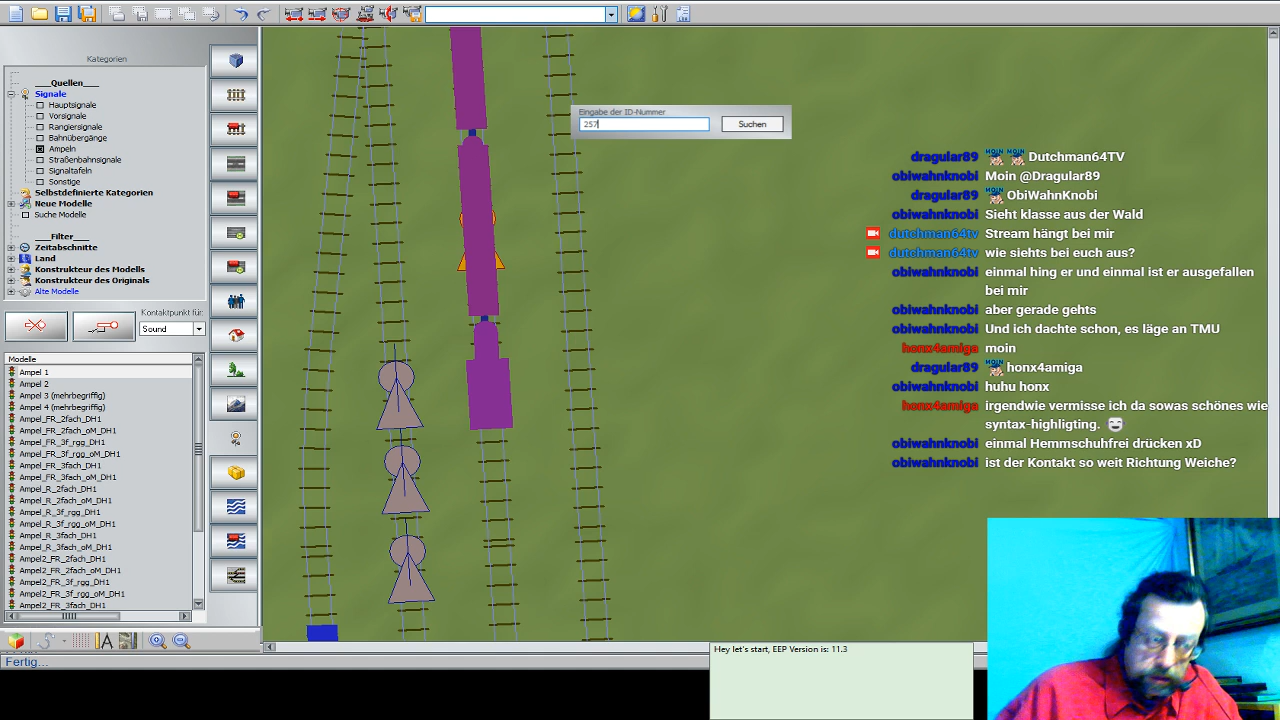 Kategorien
___Quellen___
Signale
Hauptsignale
Vorsignale
Rangiersignale
Bahnübergänge
Ampeln
Straßenbahnsignale
Signaltafeln
Sonstige
Selbstdefinierte Kategorien
Neue Modelle
Suche Modelle
___Filter___
Zeitabschnitte
Land
Konstrukteure des Modells
Konstrukteure des Originals
Alte Modelle
Kontaktpunkt für:
Sound
Modelle
Ampel 1
Ampel 2
Ampel 3 (mehrbegriffig)
Ampel 4 (mehrbegriffig)
Ampel_FR_2fach_DH1
Ampel_FR_2fach_oM_DH1
Ampel_FR_3f_rgg_DH1
Ampel_FR_3f_rgg_oM_DH1
Ampel_FR_3fach_DH1
Ampel_FR_3fach_oM_DH1
Ampel_R_2fach_DH1
Ampel_R_2fach_oM_DH1
Ampel_R_3f_rgg_DH1
Ampel_R_3f_rgg_oM_DH1
Ampel_R_3fach_DH1
Ampel_R_3fach_oM_DH1
Ampel2_FR_2fach_DH1
Ampel2_FR_2fach_oM_DH1
Ampel2_FR_3f_rgg_DH1
Ampel2_FR_3f_rgg_oM_DH1
Ampel2_FR_3fach_DH1
Fertig...
Eingabe der ID-Nummer
257
Suchen
dragular89 MOIN MOIN Dutchman64TV
obiwahnknobi Moin @Dragular89
dragular89 MOIN ObiWahnKnobi
obiwahnknobi Sieht klasse aus der Wald
dutchman64tv Stream hängt bei mir
dutchman64tv wie siehts bei euch aus?
obiwahnknobi einmal hing er und einmal ist er ausgefallen
bei mir
obiwahnknobi aber gerade gehts
obiwahnknobi Und ich dachte schon, es läge an TMU
honx4amiga moin
dragular89 MOIN honx4amiga
obiwahnknobi huhu honx
honx4amiga irgendwie vermisse ich da sowas schönes wie
syntax-highligting.
obiwahnknobi einmal Hemmschuhfrei drücken xD
obiwahnknobi ist der Kontakt so weit Richtung Weiche?
Hey let's start, EEP Version is: 11.3